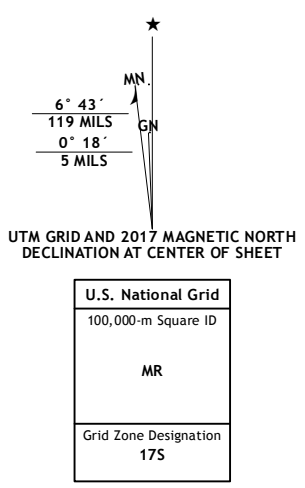 ★
MN
6° 43´
119 MILS
GN
0° 18´
5 MILS
UTM GRID AND 2017 MAGNETIC NORTH
DECLINATION AT CENTER OF SHEET
U.S. National Grid
100,000-m Square ID
MR
Grid Zone Designation
17S